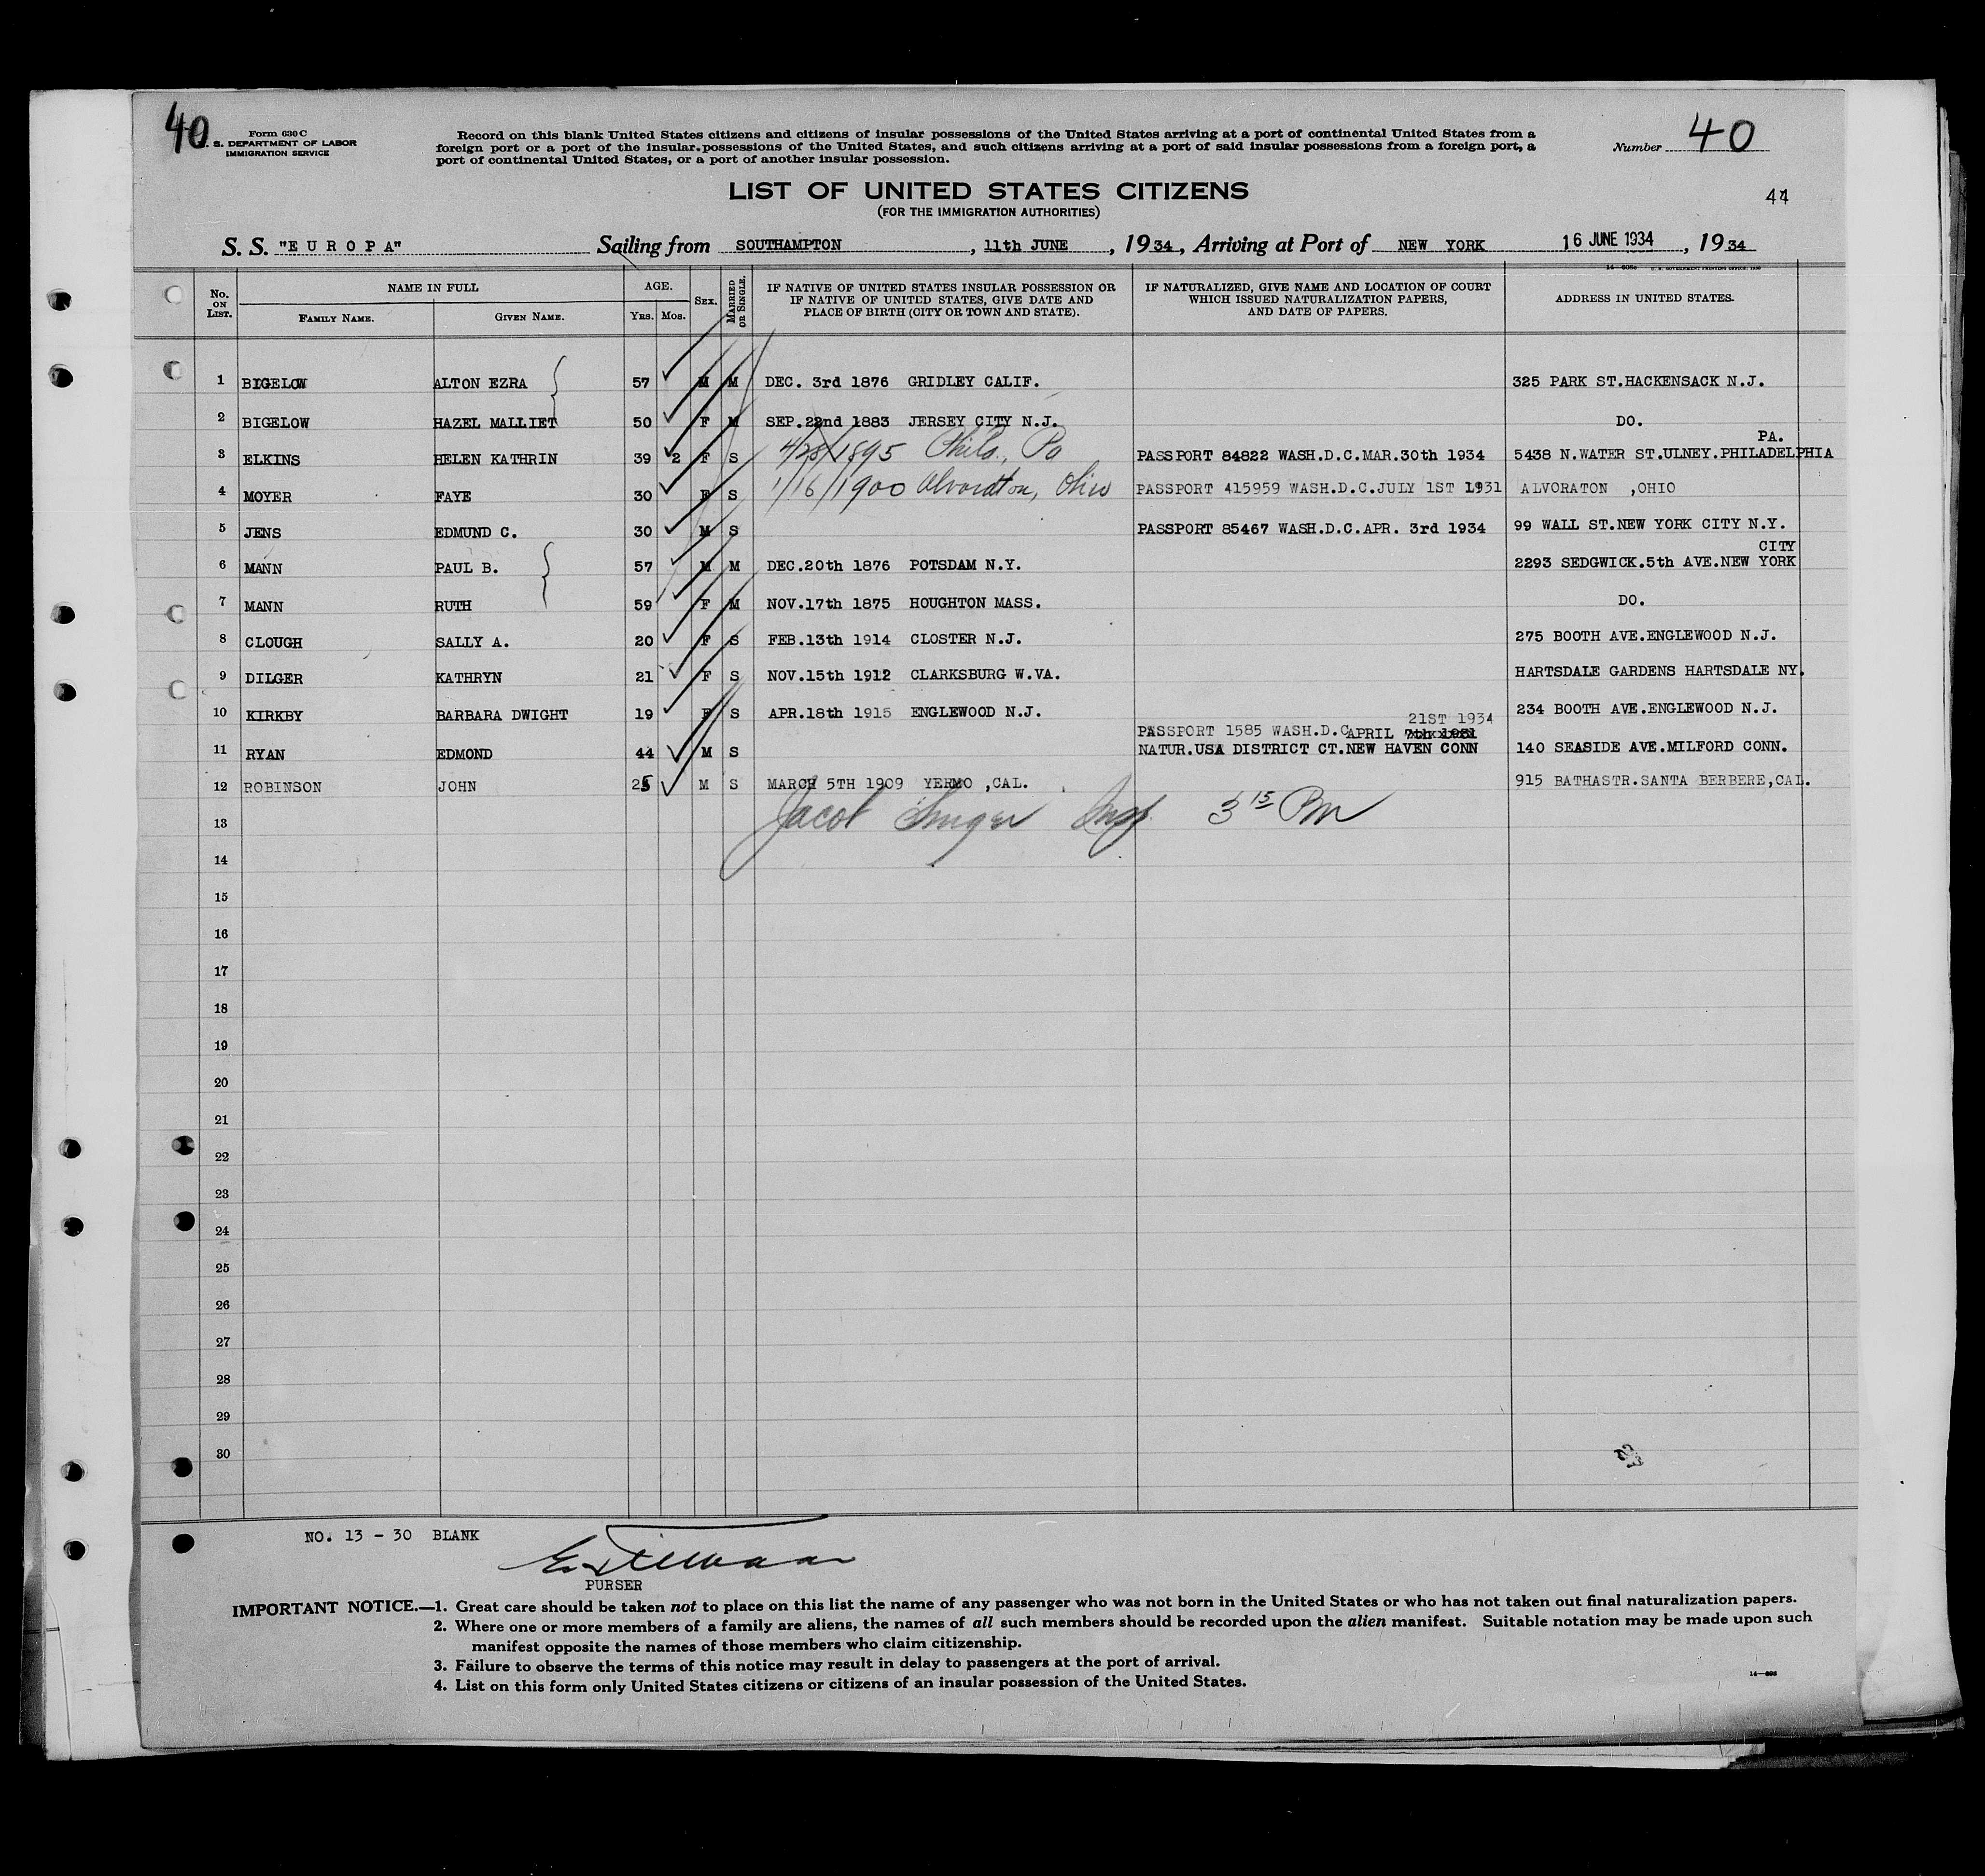 40
Form 630 C
U. S. DEPARTMENT OF LABOR
IMMIGRATION SERVICE
Record on this blank United States citizens and citizens of insular possessions of the United States arriving at a port of continental United States from a
foreign port or a port of the insular possessions of the United States, and such citizens arriving at a port of said insular possessions from a foreign port, a
port of continental United States, or a port of another insular possession.
Number 40
LIST OF UNITED STATES CITIZENS
(FOR THE IMMIGRATION AUTHORITIES)
44
S. S. "EUROPA" Sailing from SOUTHAMPTON, 11th JUNE, 1934, Arriving at Port of NEW YORK 16 JUNE 1934, 1934
No. ON LIST.
NAME IN FULL
FAMILY NAME.
GIVEN NAME.
AGE.
YRS. MOS.
SEX.
MARRIED OR SINGLE.
IF NATIVE OF UNITED STATES INSULAR POSSESSION OR
IF NATIVE OF UNITED STATES, GIVE DATE AND
PLACE OF BIRTH (CITY OR TOWN AND STATE).
IF NATURALIZED, GIVE NAME AND LOCATION OF COURT
WHICH ISSUED NATURALIZATION PAPERS,
AND DATE OF PAPERS.
ADDRESS IN UNITED STATES.
1 BIGELOW ALTON EZRA 57 M M DEC. 3rd 1876 GRIDLEY CALIF. 325 PARK ST.HACKENSACK N.J.
2 BIGELOW HAZEL MALLIET 50 F M SEP.22nd 1883 JERSEY CITY N.J. DO.
PA.
3 ELKINS HELEN KATHRIN 39 2 F S 4/28/1895 Phila., Pa PASSPORT 84822 WASH.D.C.MAR.30th 1934 5438 N.WATER ST.ULNEY.PHILADELPHIA
4 MOYER FAYE 30 F S 1/16/1900 Alvordton, Ohio PASSPORT 415959 WASH.D.C.JULY 1ST 1931 ALVORATON ,OHIO
5 JENS EDMUND C. 30 M S PASSPORT 85467 WASH.D.C.APR. 3rd 1934 99 WALL ST.NEW YORK CITY N.Y.
CITY
6 MANN PAUL B. 57 M M DEC.20th 1876 POTSDAM N.Y. 2293 SEDGWICK.5th AVE.NEW YORK
7 MANN RUTH 59 F M NOV.17th 1875 HOUGHTON MASS. DO.
8 CLOUGH SALLY A. 20 F S FEB.13th 1914 CLOSTER N.J. 275 BOOTH AVE.ENGLEWOOD N.J.
9 DILGER KATHRYN 21 F S NOV.15th 1912 CLARKSBURG W.VA. HARTSDALE GARDENS HARTSDALE NY.
10 KIRKBY BARBARA DWIGHT 19 F S APR.18th 1915 ENGLEWOOD N.J. 234 BOOTH AVE.ENGLEWOOD N.J.
21ST 1934
PASSPORT 1585 WASH.D.C APRIL 7th 1931
11 RYAN EDMOND 44 M S NATUR.USA DISTRICT CT.NEW HAVEN CONN 140 SEASIDE AVE.MILFORD CONN.
12 ROBINSON JOHN 25 M S MARCH 5TH 1909 YERMO ,CAL. 915 BATHASTR.SANTA BERBERE,CAL.
13 Jacob Insp. 3 15 Pm
14
15
16
17
18
19
20
21
22
23
24
25
26
27
28
29
30
NO. 13 - 30 BLANK
PURSER
IMPORTANT NOTICE.—1. Great care should be taken not to place on this list the name of any passenger who was not born in the United States or who has not taken out final naturalization papers.
2. Where one or more members of a family are aliens, the names of all such members should be recorded upon the alien manifest. Suitable notation may be made upon such
manifest opposite the names of those members who claim citizenship.
3. Failure to observe the terms of this notice may result in delay to passengers at the port of arrival.
4. List on this form only United States citizens or citizens of an insular possession of the United States.